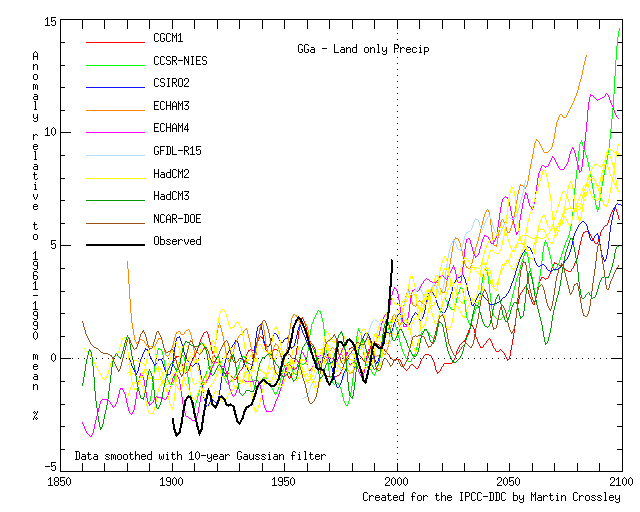 GGa - Land only Precip
CGCM1
CCSR-NIES
CSIRO2
ECHAM3
ECHAM4
GFDL-R15
HadCM2
HadCM3
NCAR-DOE
Observed
Anomaly relative to 1961-1990 mean %
15
10
5
0
-5
Data smoothed with 10-year Gaussian filter
1850 1900 1950 2000 2050 2100
Created for the IPCC-DDC by Martin Crossley